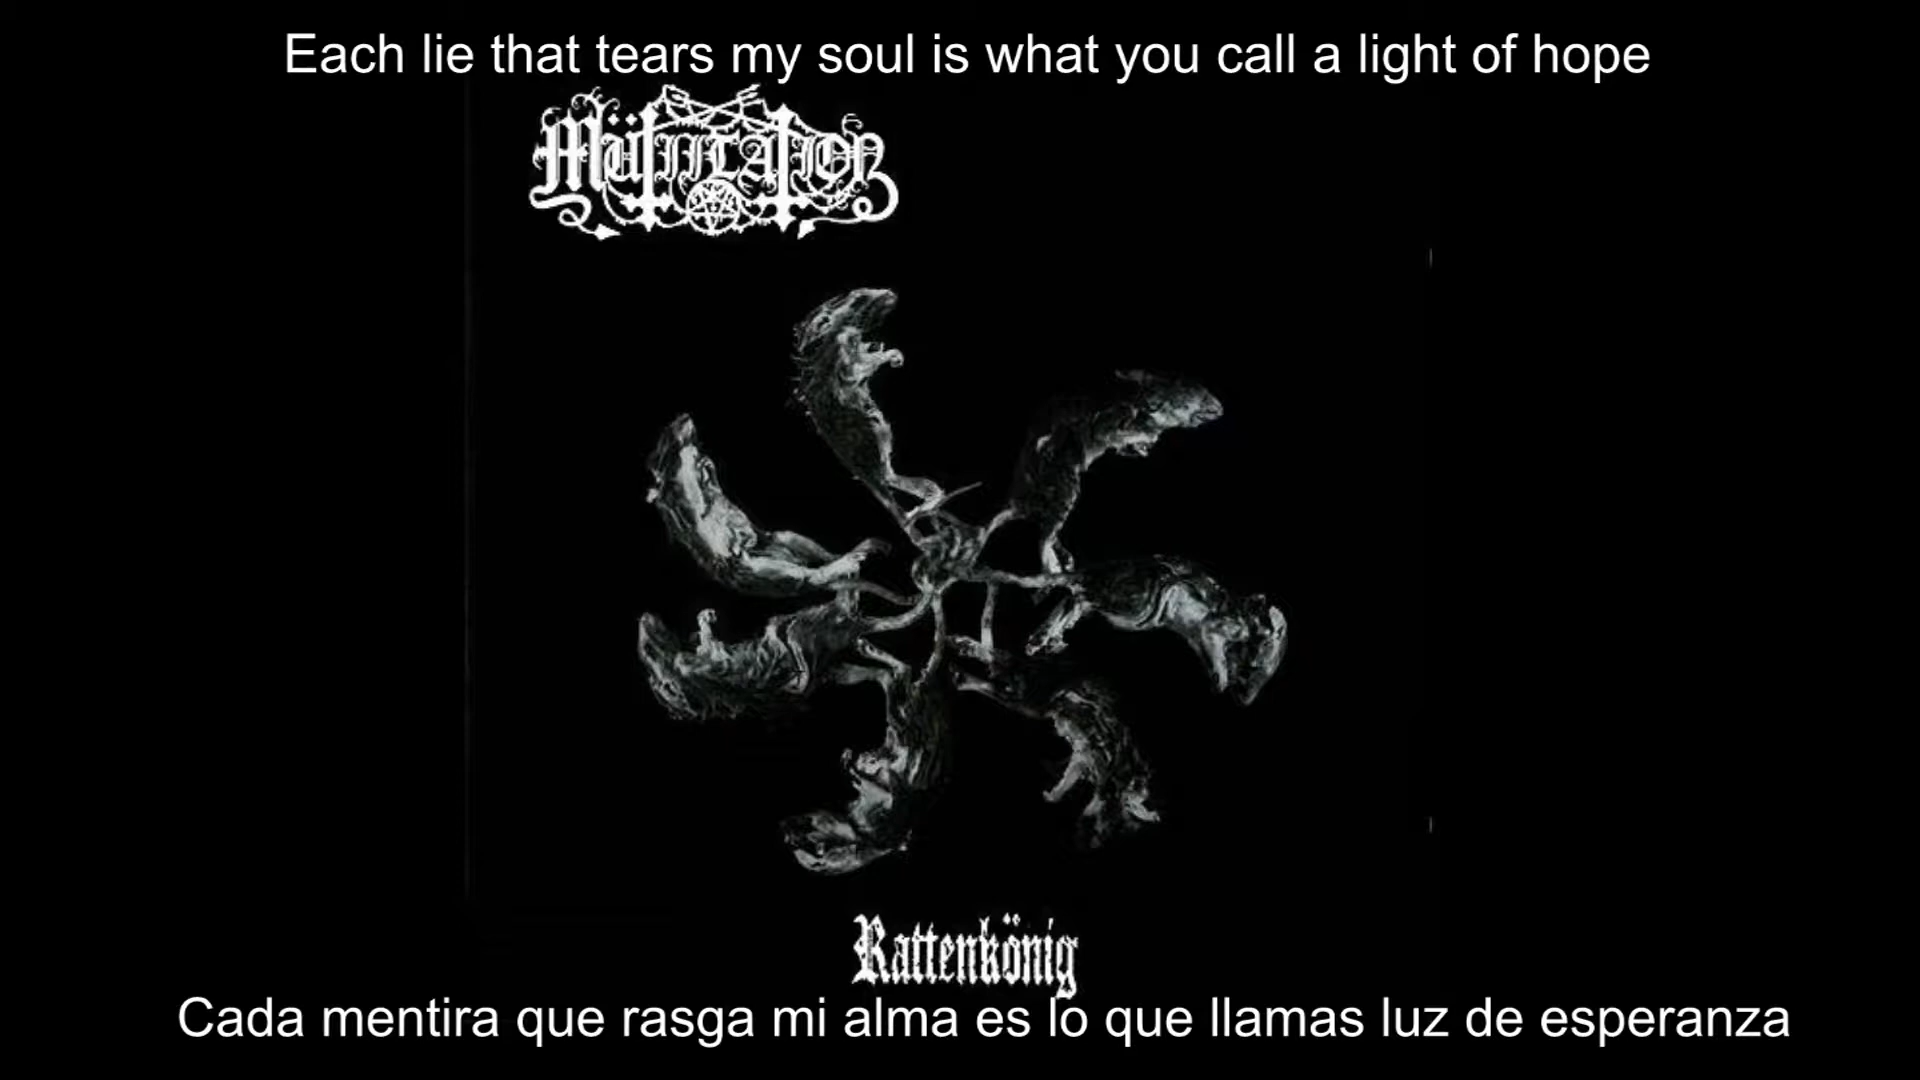 Each lie that tears my soul is what you call a light of hope
Mütiilation
Rattenkönig
Cada mentira que rasga mi alma es lo que llamas luz de esperanza